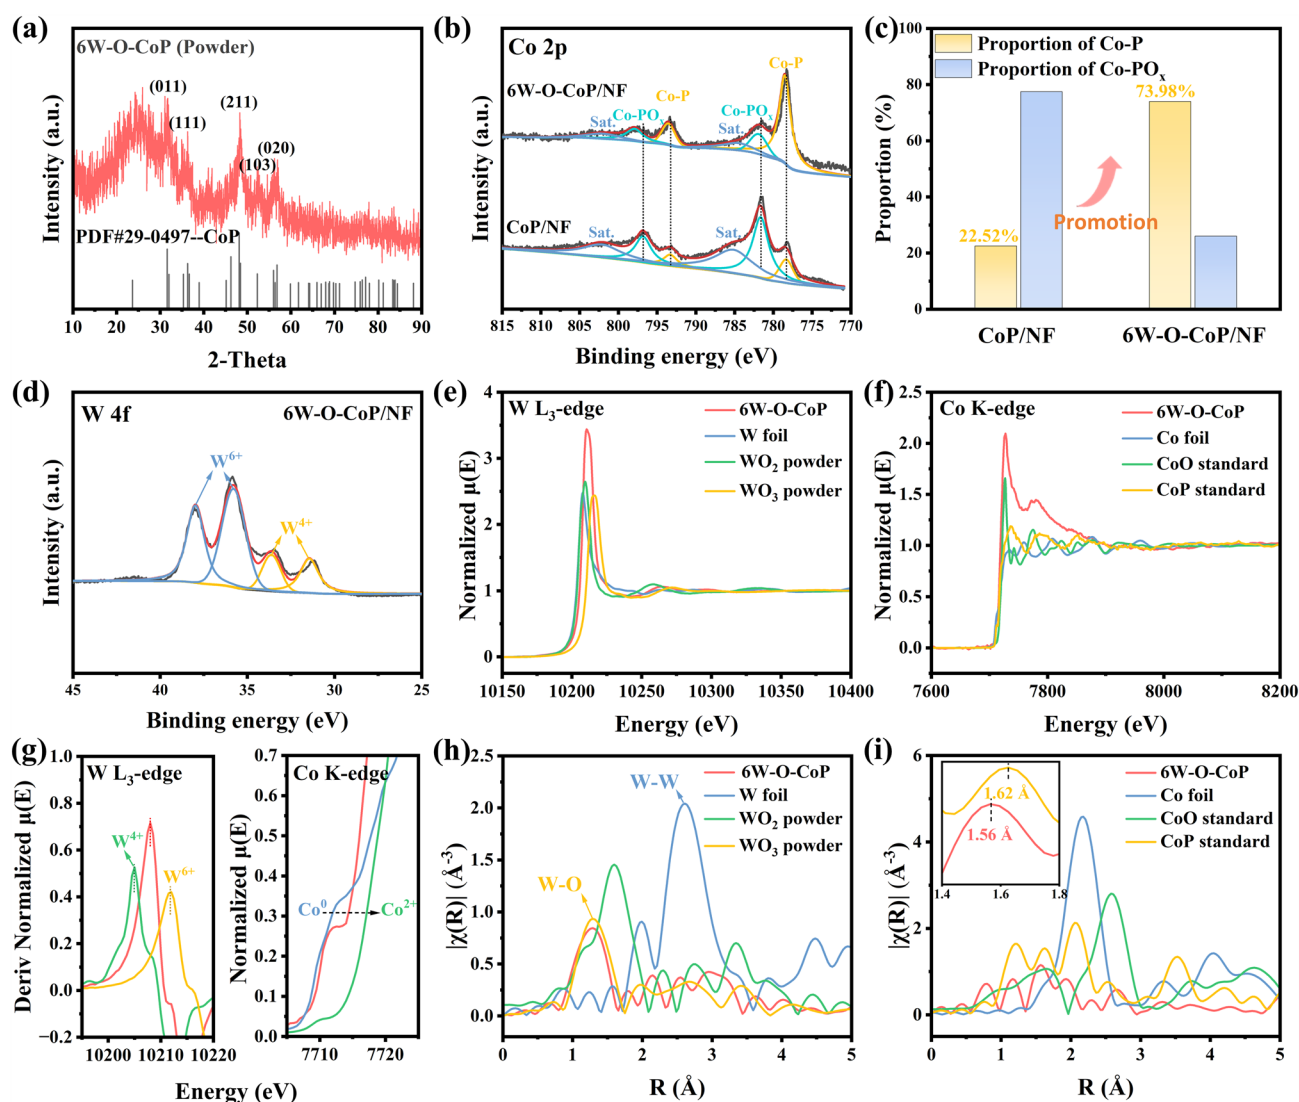 (a)
6W-O-CoP (Powder)
(011)
(111)
(211)
(103)
(020)
PDF#29-0497--CoP
Intensity (a.u.)
10 20 30 40 50 60 70 80 90
2-Theta
(b)
Co 2p
6W-O-CoP/NF
Sat.
Co-POx
Co-P
Sat.
Co-POx
Co-P
CoP/NF
Sat.
Sat.
Intensity (a.u.)
815 807 800 793 785 777 770
Binding energy (eV)
(c)
Proportion of Co-P
Proportion of Co-POx
73.98%
22.52%
Promotion
Proportion (%)
100
80
60
40
20
0
CoP/NF 6W-O-CoP/NF
(d)
W 4f
6W-O-CoP/NF
W6+
W4+
Intensity (a.u.)
45 40 35 30 25
Binding energy (eV)
(e)
W L3-edge
6W-O-CoP
W foil
WO2 powder
WO3 powder
Normalized μ(E)
4
3
2
1
0
10150 10200 10250 10300 10350 10400
Energy (eV)
(f)
Co K-edge
6W-O-CoP
Co foil
CoO standard
CoP standard
Normalized μ(E)
2.5
2.0
1.5
1.0
0.5
0.0
7600 7800 8000 8200
Energy (eV)
(g)
W L3-edge
W4+
W6+
Deriv Normalized μ(E)
1.0
0.8
0.6
0.4
0.2
0.0
−0.2
10200 10210 10220
Co K-edge
Co0
Co2+
Normalized μ(E)
0.7
0.6
0.5
0.4
0.3
0.2
0.1
0.0
7710 7720
Energy (eV)
(h)
W-W
W-O
6W-O-CoP
W foil
WO2 powder
WO3 powder
|χ(R)| (Å-3)
2.5
2.0
1.5
1.0
0.5
0.0
0 1 2 3 4 5
R (Å)
(i)
1.62 Å
1.56 Å
1.4 1.6 1.8
6W-O-CoP
Co foil
CoO standard
CoP standard
|χ(R)| (Å-3)
6
4
2
0
0 1 2 3 4 5
R (Å)